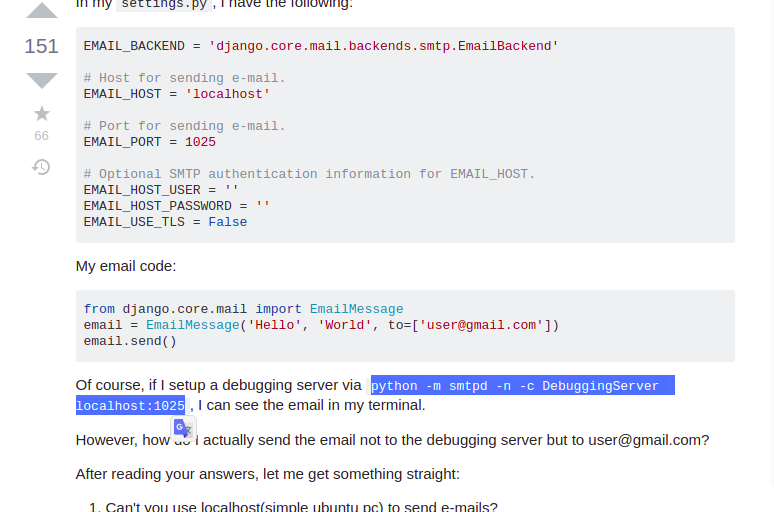 In my settings.py, I have the following:
151
66
EMAIL_BACKEND = 'django.core.mail.backends.smtp.EmailBackend'
# Host for sending e-mail.
EMAIL_HOST = 'localhost'
# Port for sending e-mail.
EMAIL_PORT = 1025
# Optional SMTP authentication information for EMAIL_HOST.
EMAIL_HOST_USER = ''
EMAIL_HOST_PASSWORD = ''
EMAIL_USE_TLS = False
My email code:
from django.core.mail import EmailMessage
email = EmailMessage('Hello', 'World', to=['user@gmail.com'])
email.send()
Of course, if I setup a debugging server via python -m smtpd -n -c DebuggingServer
localhost:1025 , I can see the email in my terminal.
However, how do I actually send the email not to the debugging server but to user@gmail.com?
After reading your answers, let me get something straight:
1. Can't you use localhost(simple ubuntu pc) to send e-mails?